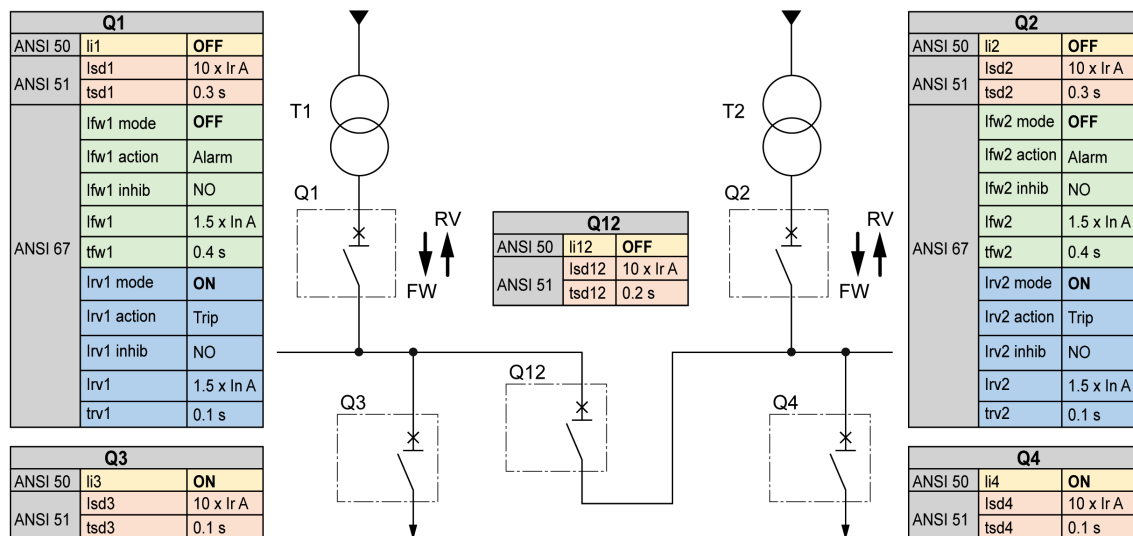 Q1
ANSI 50 Ii1 OFF
ANSI 51 Isd1 10 x Ir A
tsd1 0.3 s
ANSI 67 Ifw1 mode OFF
Ifw1 action Alarm
Ifw1 inhib NO
Ifw1 1.5 x In A
tfw1 0.4 s
Irv1 mode ON
Irv1 action Trip
Irv1 inhib NO
Irv1 1.5 x In A
trv1 0.1 s
Q3
ANSI 50 Ii3 ON
ANSI 51 Isd3 10 x Ir A
tsd3 0.1 s
T1
Q1
RV
FW
Q12
ANSI 50 Ii12 OFF
ANSI 51 Isd12 10 x Ir A
tsd12 0.2 s
T2
Q2
RV
FW
Q3
Q12
Q4
Q2
ANSI 50 Ii2 OFF
ANSI 51 Isd2 10 x Ir A
tsd2 0.3 s
ANSI 67 Ifw2 mode OFF
Ifw2 action Alarm
Ifw2 inhib NO
Ifw2 1.5 x In A
tfw2 0.4 s
Irv2 mode ON
Irv2 action Trip
Irv2 inhib NO
Irv2 1.5 x In A
trv2 0.1 s
Q4
ANSI 50 Ii4 ON
ANSI 51 Isd4 10 x Ir A
tsd4 0.1 s